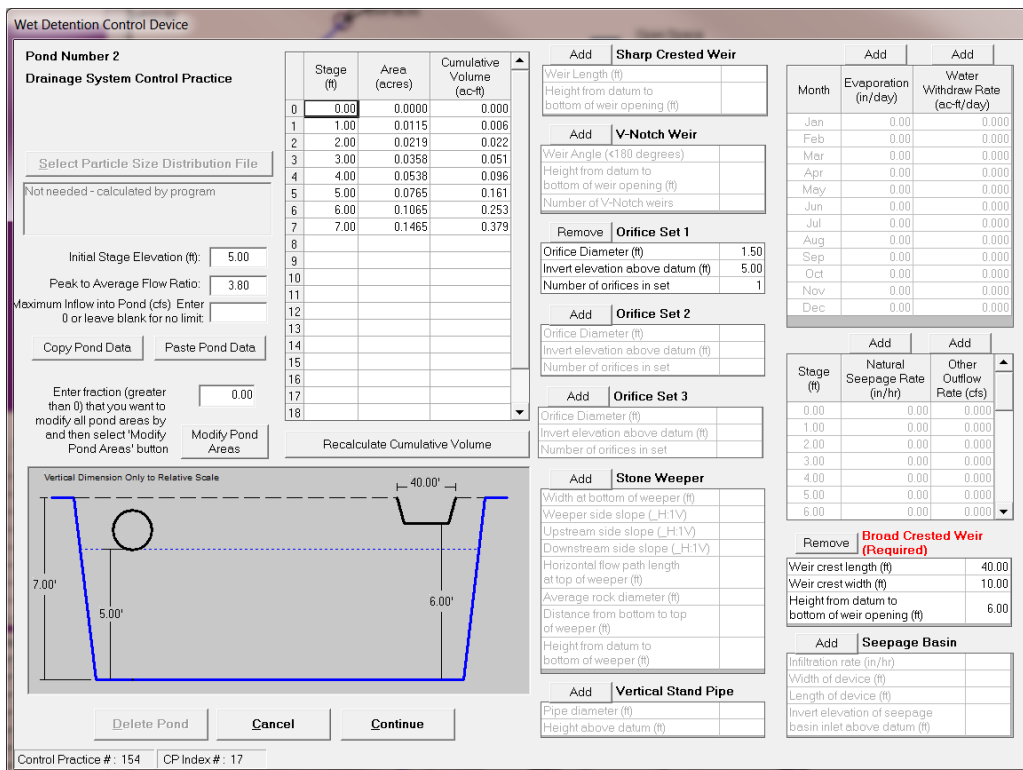 Wet Detention Control Device
Pond Number 2
Drainage System Control Practice
Select Particle Size Distribution File
Not needed - calculated by program
Initial Stage Elevation (ft): 5.00
Peak to Average Flow Ratio: 3.80
Maximum Inflow into Pond (cfs) Enter
0 or leave blank for no limit:
Copy Pond Data Paste Pond Data
Enter fraction (greater
than 0) that you want to
modify all pond areas by
and then select 'Modify
Pond Areas' button
0.00
Modify Pond
Areas
Stage
(ft)
Area
(acres)
Cumulative
Volume
(ac-ft)
0 0.00 0.0000 0.000
1 1.00 0.0115 0.006
2 2.00 0.0219 0.022
3 3.00 0.0358 0.051
4 4.00 0.0538 0.096
5 5.00 0.0765 0.161
6 6.00 0.1065 0.253
7 7.00 0.1465 0.379
8
9
10
11
12
13
14
15
16
17
18
Recalculate Cumulative Volume
Vertical Dimension Only to Relative Scale
40.00'
7.00'
5.00'
6.00'
Delete Pond Cancel Continue
Control Practice # : 154 CP Index # : 17
Add Sharp Crested Weir
Weir Length (ft)
Height from datum to
bottom of weir opening (ft)
Add V-Notch Weir
Weir Angle (<180 degrees)
Height from datum to
bottom of weir opening (ft)
Number of V-Notch weirs
Remove Orifice Set 1
Orifice Diameter (ft) 1.50
Invert elevation above datum (ft) 5.00
Number of orifices in set 1
Add Orifice Set 2
Orifice Diameter (ft)
Invert elevation above datum (ft)
Number of orifices in set
Add Orifice Set 3
Orifice Diameter (ft)
Invert elevation above datum (ft)
Number of orifices in set
Add Stone Weeper
Width at bottom of weeper (ft)
Weeper side slope (_H:1V)
Upstream side slope (_H:1V)
Downstream side slope (_H:1V)
Horizontal flow path length
at top of weeper (ft)
Average rock diameter (ft)
Distance from bottom to top
of weeper (ft)
Height from datum to
bottom of weeper (ft)
Add Vertical Stand Pipe
Pipe diameter (ft)
Height above datum (ft)
Add Add
Month
Evaporation
(in/day)
Water
Withdraw Rate
(ac-ft/day)
Jan 0.00 0.000
Feb 0.00 0.000
Mar 0.00 0.000
Apr 0.00 0.000
May 0.00 0.000
Jun 0.00 0.000
Jul 0.00 0.000
Aug 0.00 0.000
Sep 0.00 0.000
Oct 0.00 0.000
Nov 0.00 0.000
Dec 0.00 0.000
Add Add
Stage
(ft)
Natural
Seepage Rate
(in/hr)
Other
Outflow
Rate (cfs)
0.00 0.00 0.000
1.00 0.00 0.000
2.00 0.00 0.000
3.00 0.00 0.000
4.00 0.00 0.000
5.00 0.00 0.000
6.00 0.00 0.000
Remove Broad Crested Weir
(Required)
Weir crest length (ft) 40.00
Weir crest width (ft) 10.00
Height from datum to
bottom of weir opening (ft) 6.00
Add Seepage Basin
Infiltration rate (in/hr)
Width of device (ft)
Length of device (ft)
Invert elevation of seepage
basin inlet above datum (ft)